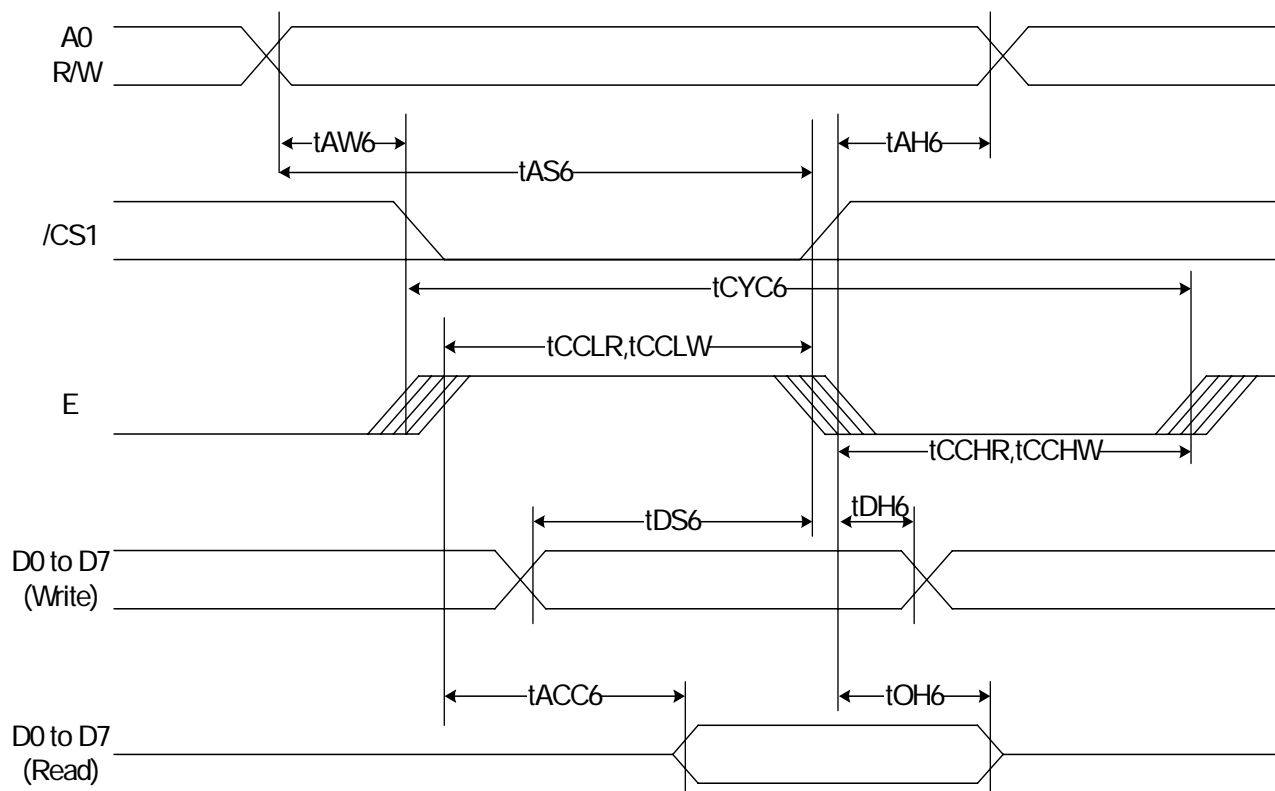 A0
R/W
tAW6
tAH6
tAS6
/CS1
tCYC6
tCCLR,tCCLW
E
tCCHR,tCCHW
tDS6
tDH6
D0 to D7
(Write)
tACC6
tOH6
D0 to D7
(Read)